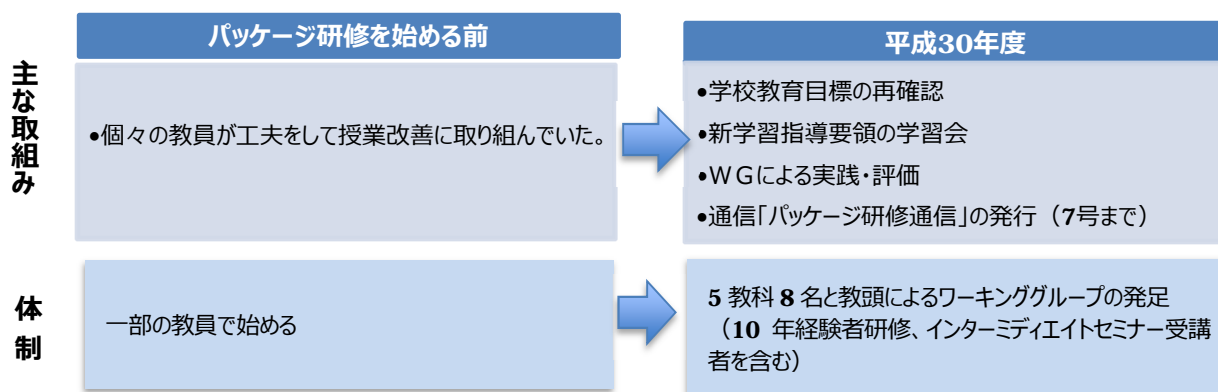 パッケージ研修を始める前
平成30年度
主な取組み
•個々の教員が工夫をして授業改善に取り組んでいた。
•学校教育目標の再確認
•新学習指導要領の学習会
•ＷＧによる実践・評価
•通信「パッケージ研修通信」の発行（7号まで）
体制
一部の教員で始める
5 教科 8 名と教頭によるワーキンググループの発足
（10 年経験者研修、インターミディエイトセミナー受講
者を含む）